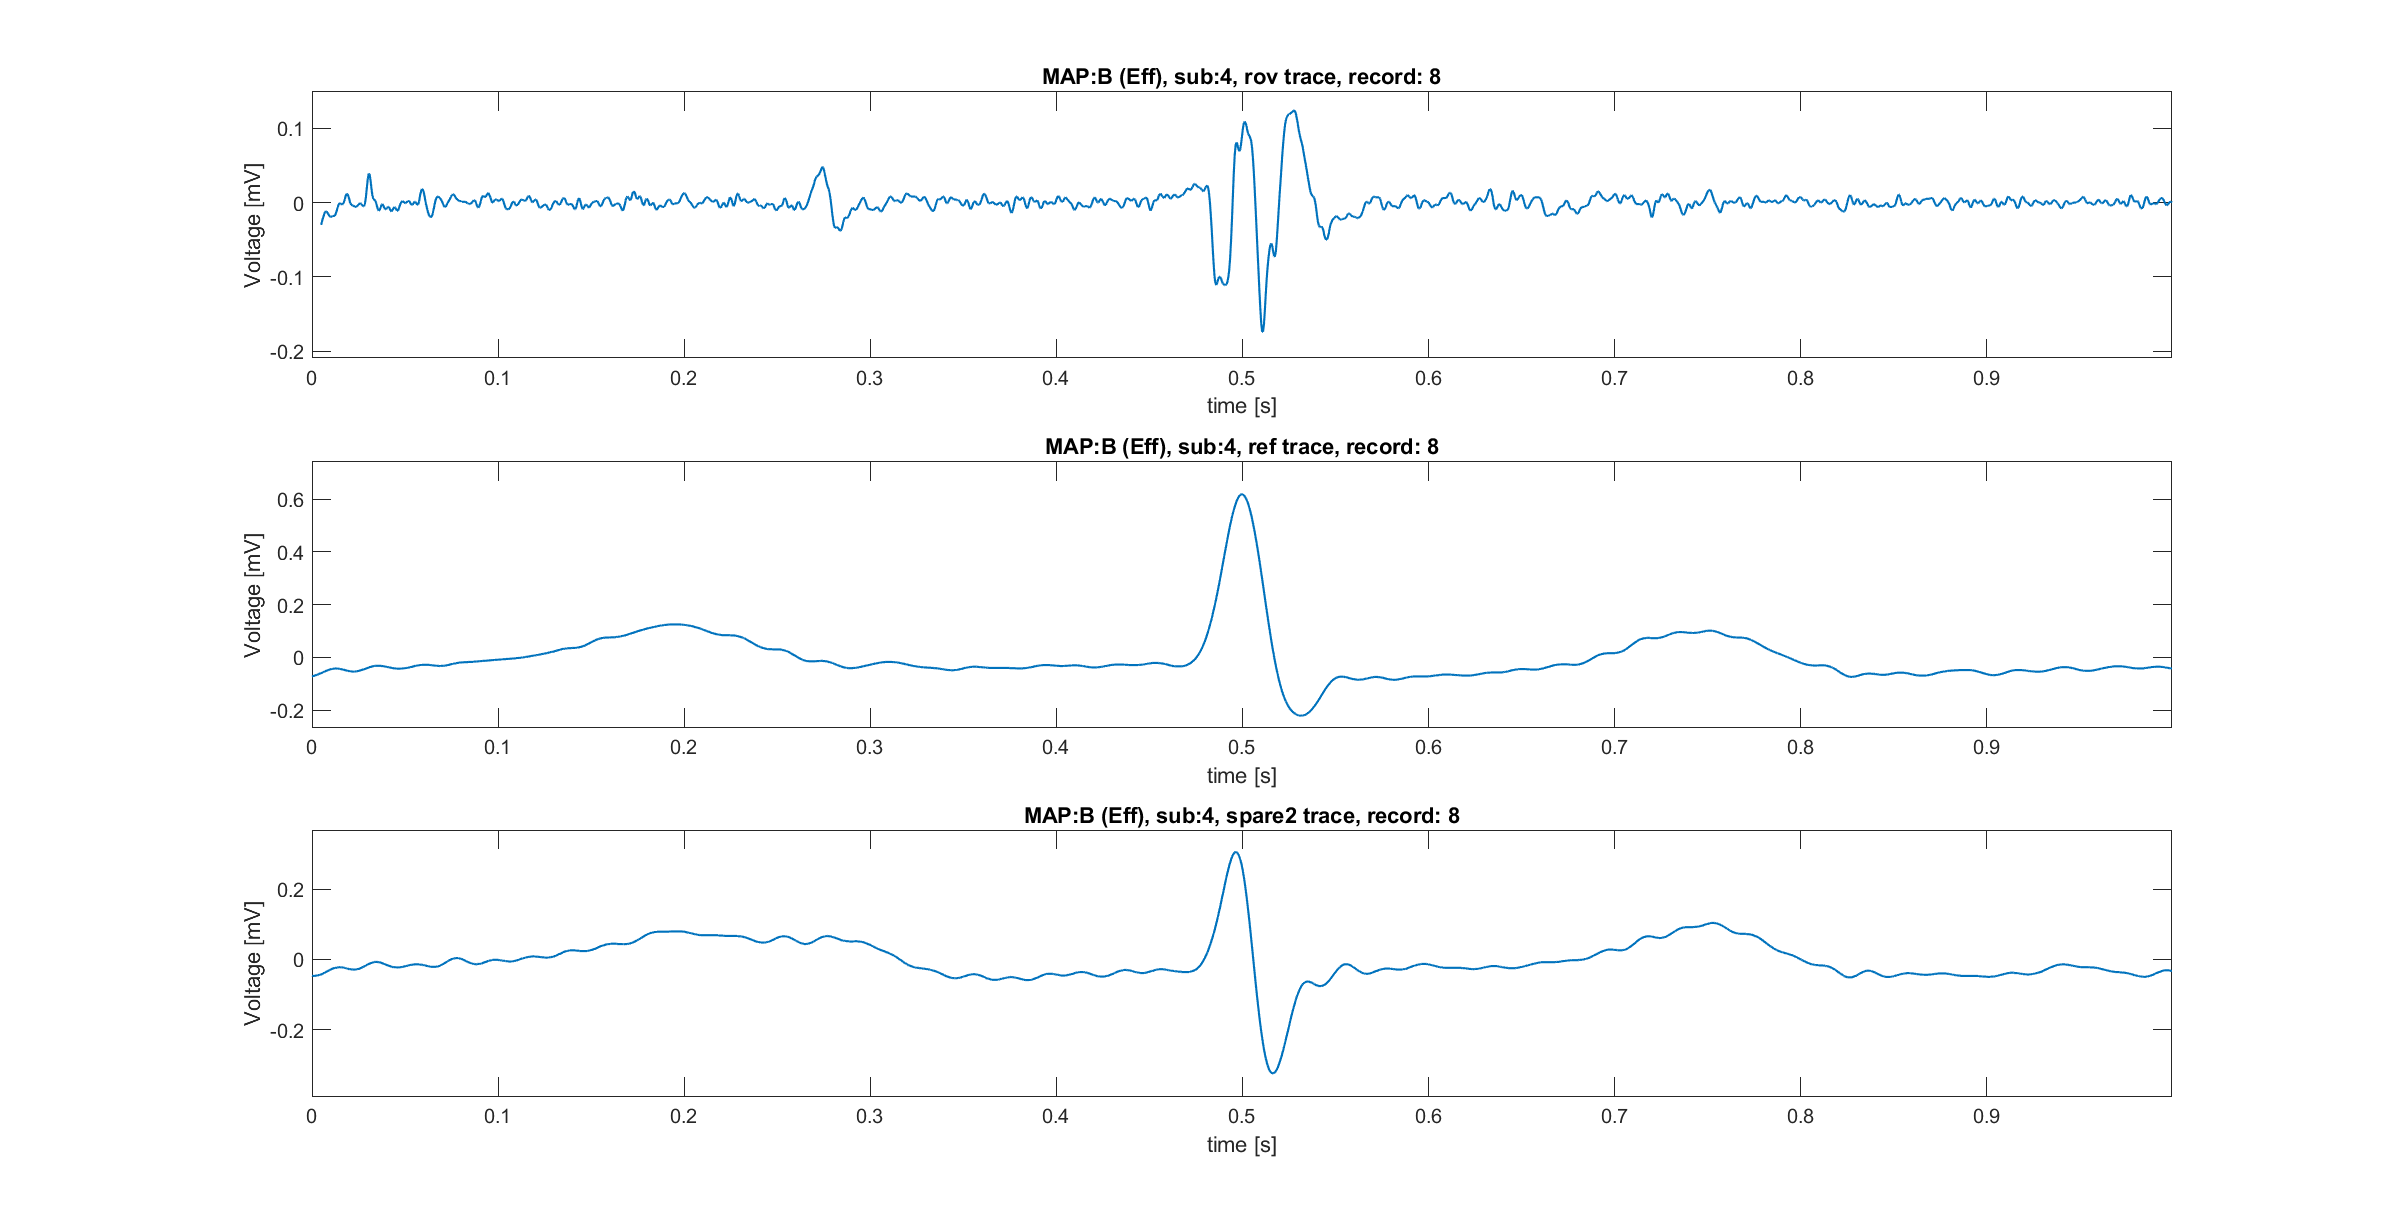 MAP:B (Eff), sub:4, rov trace, record: 8
Voltage [mV]
0.1
0
-0.1
-0.2
0 0.1 0.2 0.3 0.4 0.5 0.6 0.7 0.8 0.9
time [s]
MAP:B (Eff), sub:4, ref trace, record: 8
Voltage [mV]
0.6
0.4
0.2
0
-0.2
0 0.1 0.2 0.3 0.4 0.5 0.6 0.7 0.8 0.9
time [s]
MAP:B (Eff), sub:4, spare2 trace, record: 8
Voltage [mV]
0.2
0
-0.2
0 0.1 0.2 0.3 0.4 0.5 0.6 0.7 0.8 0.9
time [s]